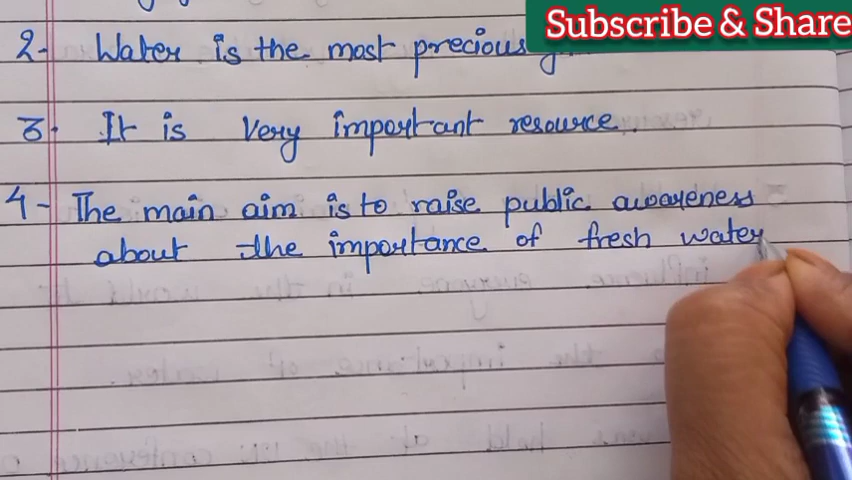 Subscribe & Share
2- Water is the most precious
3- It is very important resource.
4- The main aim is to raise public awareness
about the importance of fresh water